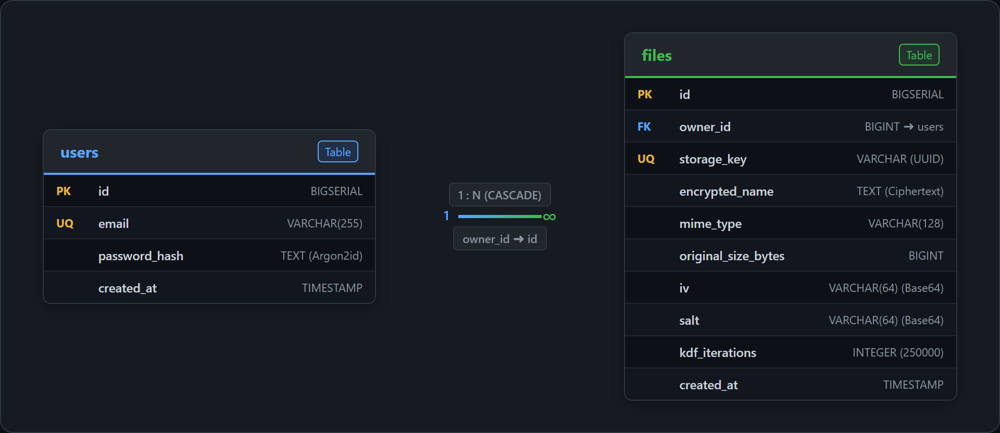 users Table
PK id BIGSERIAL
UQ email VARCHAR(255)
password_hash TEXT (Argon2id)
created_at TIMESTAMP
1 : N (CASCADE)
1 ∞
owner_id ➜ id
files Table
PK id BIGSERIAL
FK owner_id BIGINT ➜ users
UQ storage_key VARCHAR (UUID)
encrypted_name TEXT (Ciphertext)
mime_type VARCHAR(128)
original_size_bytes BIGINT
iv VARCHAR(64) (Base64)
salt VARCHAR(64) (Base64)
kdf_iterations INTEGER (250000)
created_at TIMESTAMP